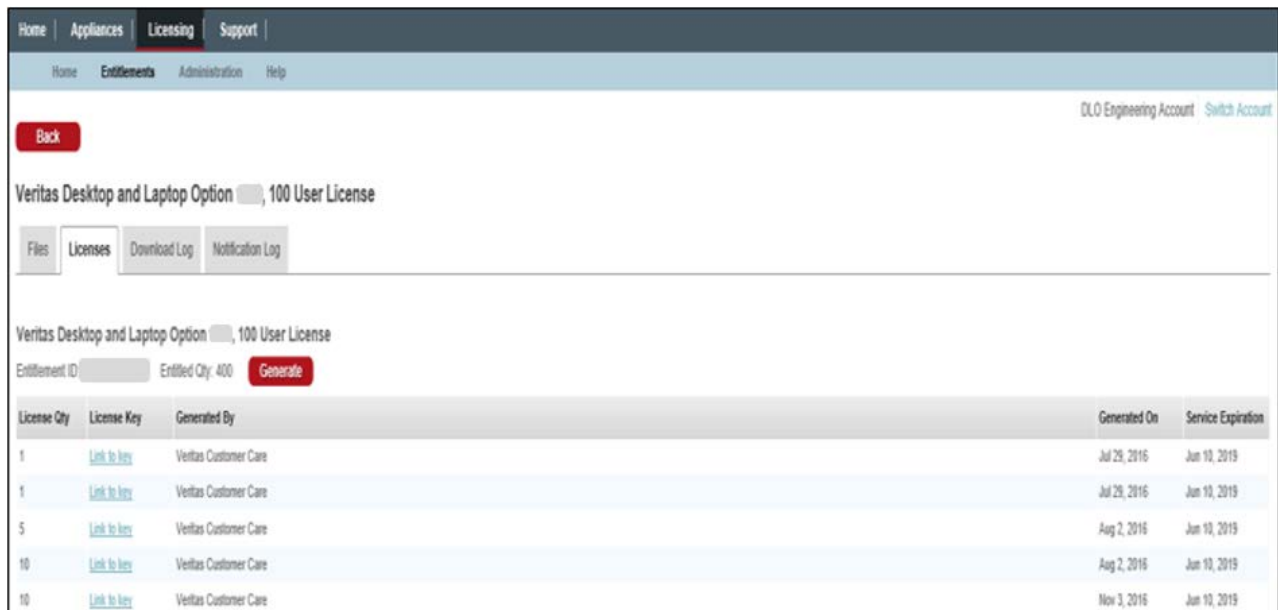 Home | Appliances | Licensing | Support |
Home Entitlements Administration Help
DLO Engineering Account Switch Account
Back
Veritas Desktop and Laptop Option , 100 User License
Files Licenses Download Log Notification Log
Veritas Desktop and Laptop Option , 100 User License
Entitlement ID Entitled Qty: 400 Generate
License Qty License Key Generated By Generated On Service Expiration
1 Link to key Veritas Customer Care Jul 29, 2016 Jun 10, 2019
1 Link to key Veritas Customer Care Jul 29, 2016 Jun 10, 2019
5 Link to key Veritas Customer Care Aug 2, 2016 Jun 10, 2019
10 Link to key Veritas Customer Care Aug 2, 2016 Jun 10, 2019
10 Link to key Veritas Customer Care Nov 3, 2016 Jun 10, 2019